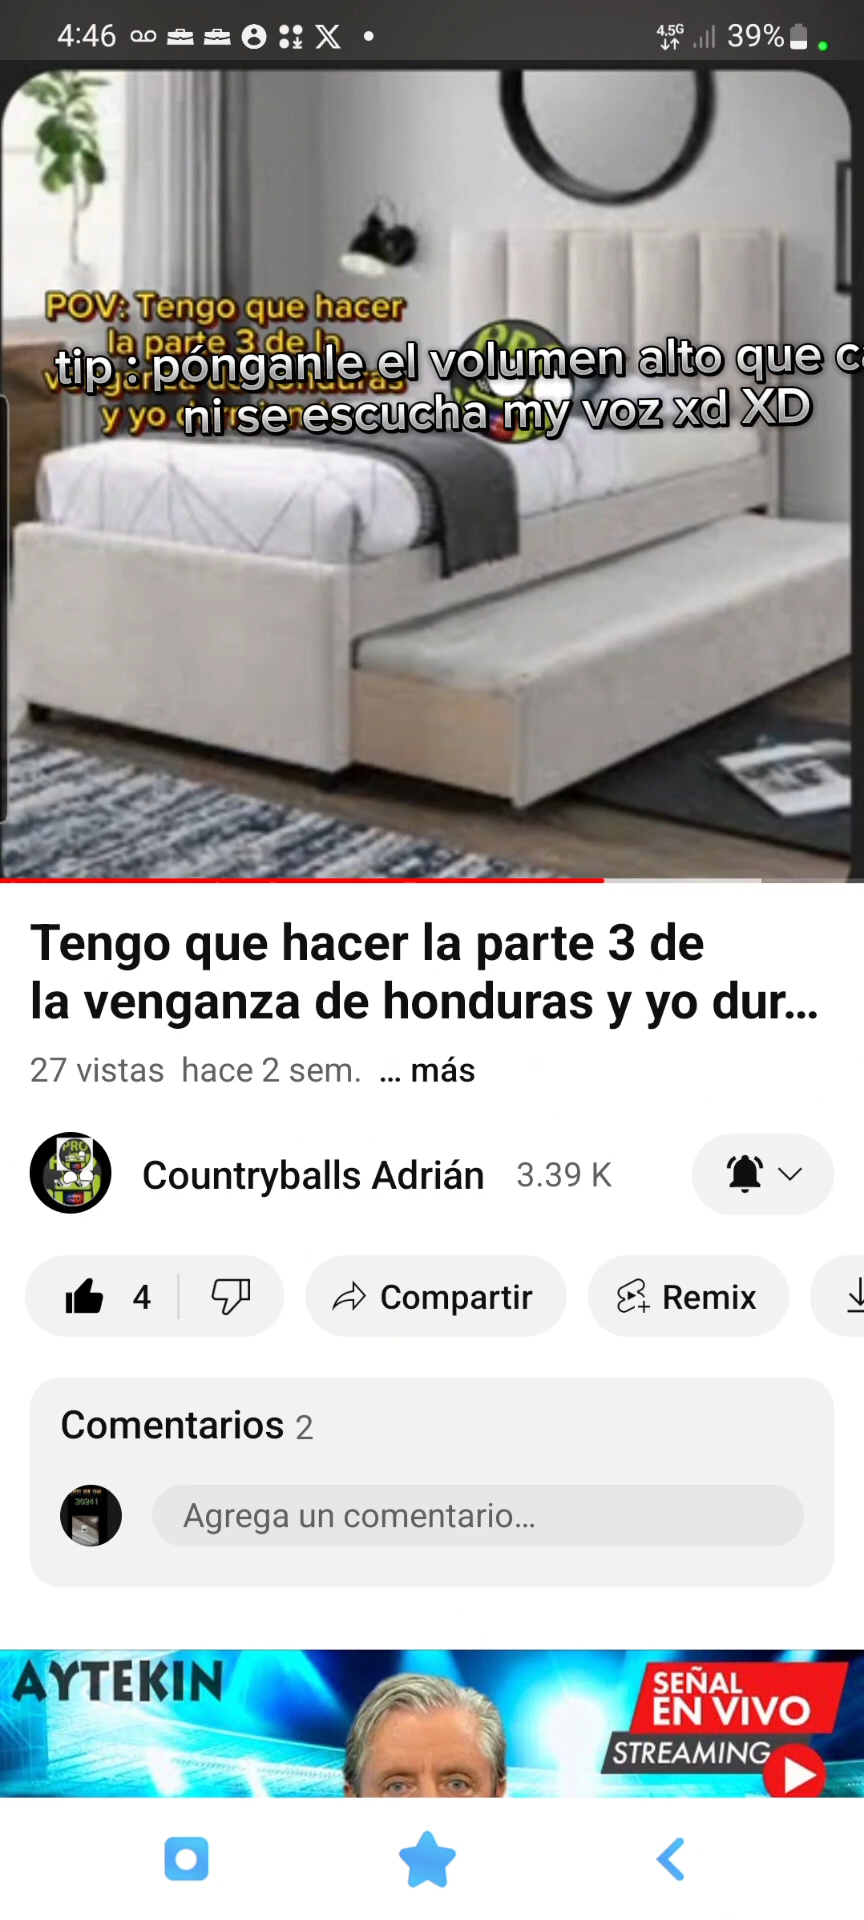 4:46
4.5G
39%
POV: Tengo que hacer
la parte 3 de la
tip : pónganle el volumen alto que
y yo
ni se escucha my voz xd XD
Tengo que hacer la parte 3 de
la venganza de honduras y yo dur...
27 vistas hace 2 sem. ... más
Countryballs Adrián 3.39 K
4
Compartir
Remix
Comentarios 2
Agrega un comentario...
AYTEKIN
SEÑAL
EN VIVO
STREAMING